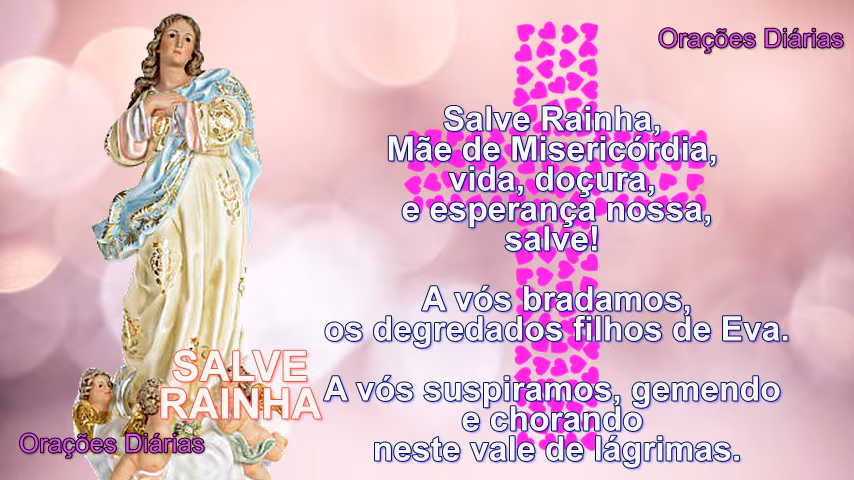 Orações Diárias
Salve Rainha,
Mãe de Misericórdia,
vida, doçura,
e esperança nossa,
salve!
A vós bradamos,
os degredados filhos de Eva.
A vós suspiramos, gemendo
e chorando
neste vale de lágrimas.
SALVE
RAINHA
Orações Diárias